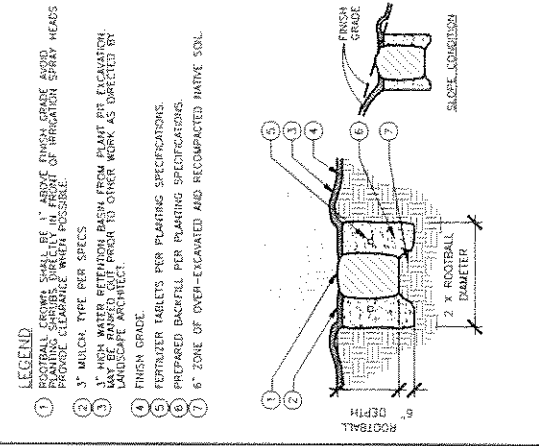 LEGEND
1 ROOTBALL CROWN SHALL BE 1" ABOVE FINISH GRADE AVOID
PLANTING SHRUBS DIRECTLY IN FRONT OF IRRIGATION SPRAY HEADS
PROVIDE CLEARANCE WHEN POSSIBLE.
2 3" MULCH, TYPE PER SPECS
3 3" HIGH WATER RETENTION BASIN FROM PLANT PIT EXCAVATION.
MAY BE RANKED OUT PRIOR TO OTHER WORK AS DIRECTED BY
LANDSCAPE ARCHITECT.
4 FINISH GRADE
5 FERTILIZER TABLETS PER PLANTING SPECIFICATIONS.
6 PREPARED BACKFILL PER PLANTING SPECIFICATIONS.
7 6" ZONE OF OVER-EXCAVATED AND RECOMPACTED NATIVE SOIL.
1
2
5
3
4
6
7
ROOTBALL
DEPTH
6"
2 X ROOTBALL
DIAMETER
FINISH
GRADE
SLOPE CONDITION